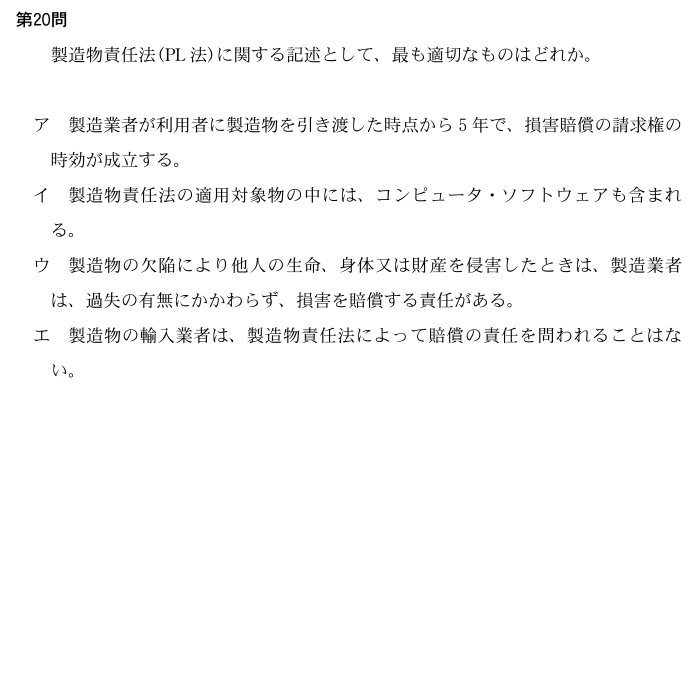 第20問
製造物責任法(PL 法)に関する記述として、最も適切なものはどれか。
ア　製造業者が利用者に製造物を引き渡した時点から 5 年で、損害賠償の請求権の
時効が成立する。
イ　製造物責任法の適用対象物の中には、コンピュータ・ソフトウェアも含まれ
る。
ウ　製造物の欠陥により他人の生命、身体又は財産を侵害したときは、製造業者
は、過失の有無にかかわらず、損害を賠償する責任がある。
エ　製造物の輸入業者は、製造物責任法によって賠償の責任を問われることはな
い。